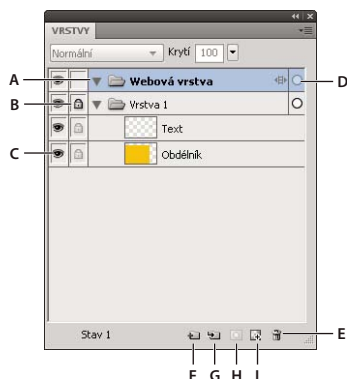 VRSTVY
Normální Krytí 100
A Webová vrstva D
B Vrstva 1
Text
C Obdélník
Stav 1 E
F G H I